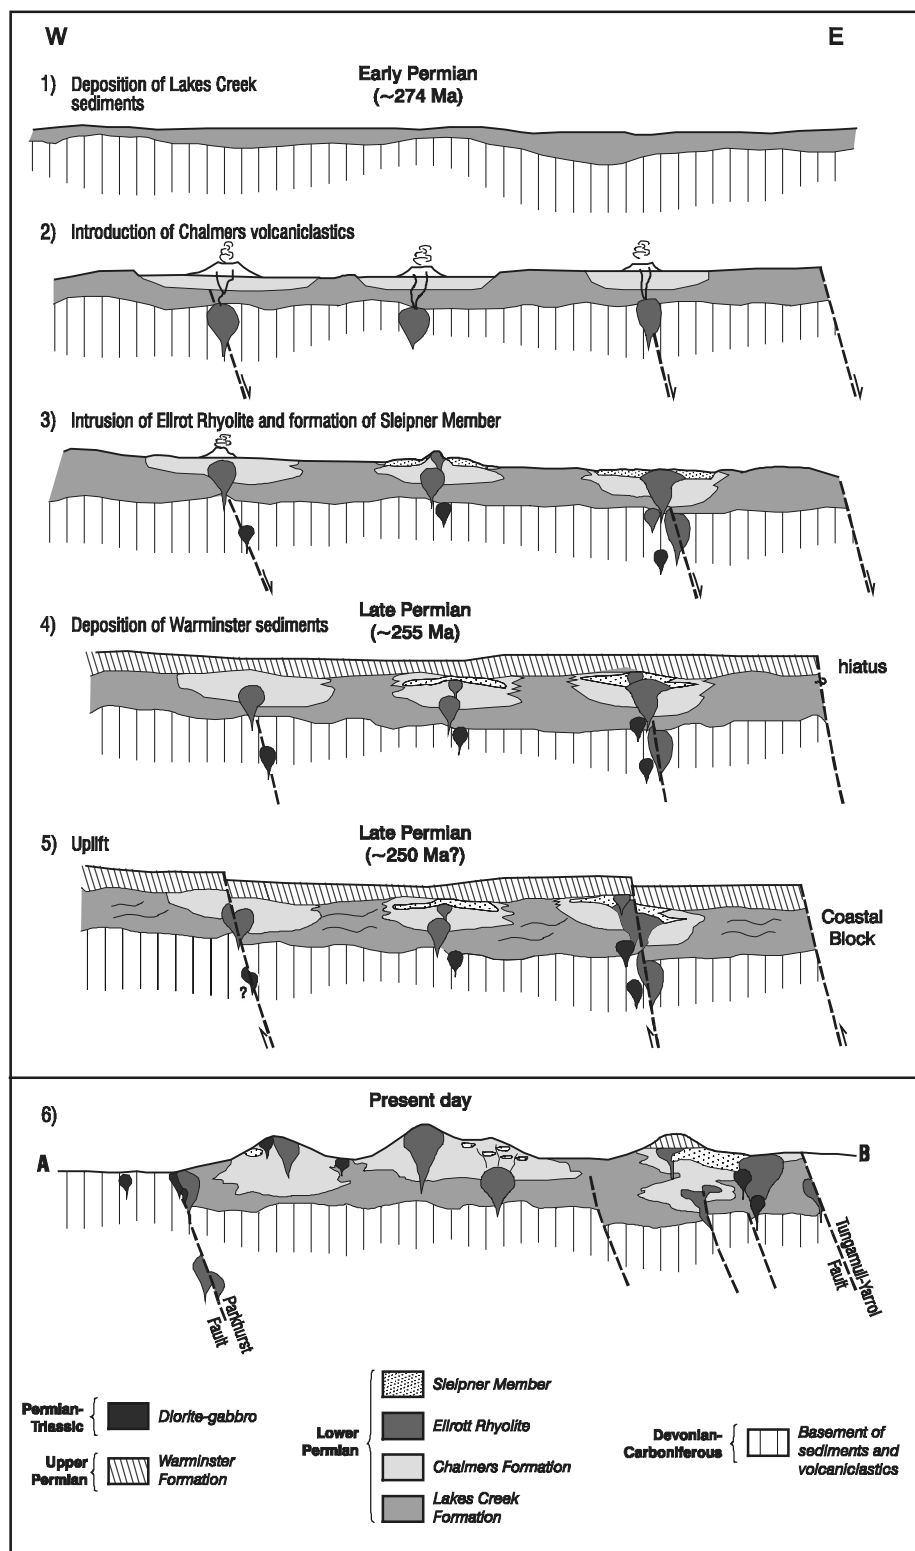 W
E
1) Deposition of Lakes Creek
sediments
Early Permian
(~274 Ma)
2) Introduction of Chalmers volcaniclastics
3) Intrusion of Ellrot Rhyolite and formation of Sleipner Member
Late Permian
(~255 Ma)
4) Deposition of Warminster sediments
hiatus
Late Permian
(~250 Ma?)
5) Uplift
Coastal
Block
?
Present day
6)
A
B
Parkhurst
Fault
Tungamull-Yarrol
Fault
Permian-
Triassic
Diorite-gabbro
Upper
Permian
Warminster
Formation
Lower
Permian
Sleipner Member
Ellrott Rhyolite
Chalmers Formation
Lakes Creek
Formation
Devonian-
Carboniferous
Basement of
sediments and
volcaniclastics